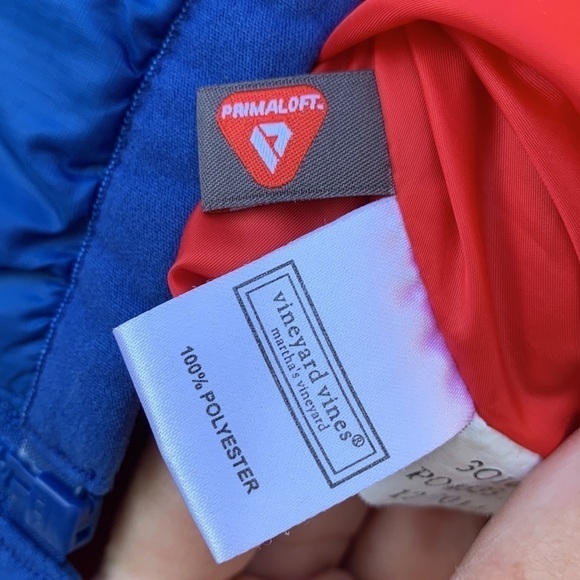 PRIMALOFT
vineyard vines®
martha's vineyard
100% POLYESTER